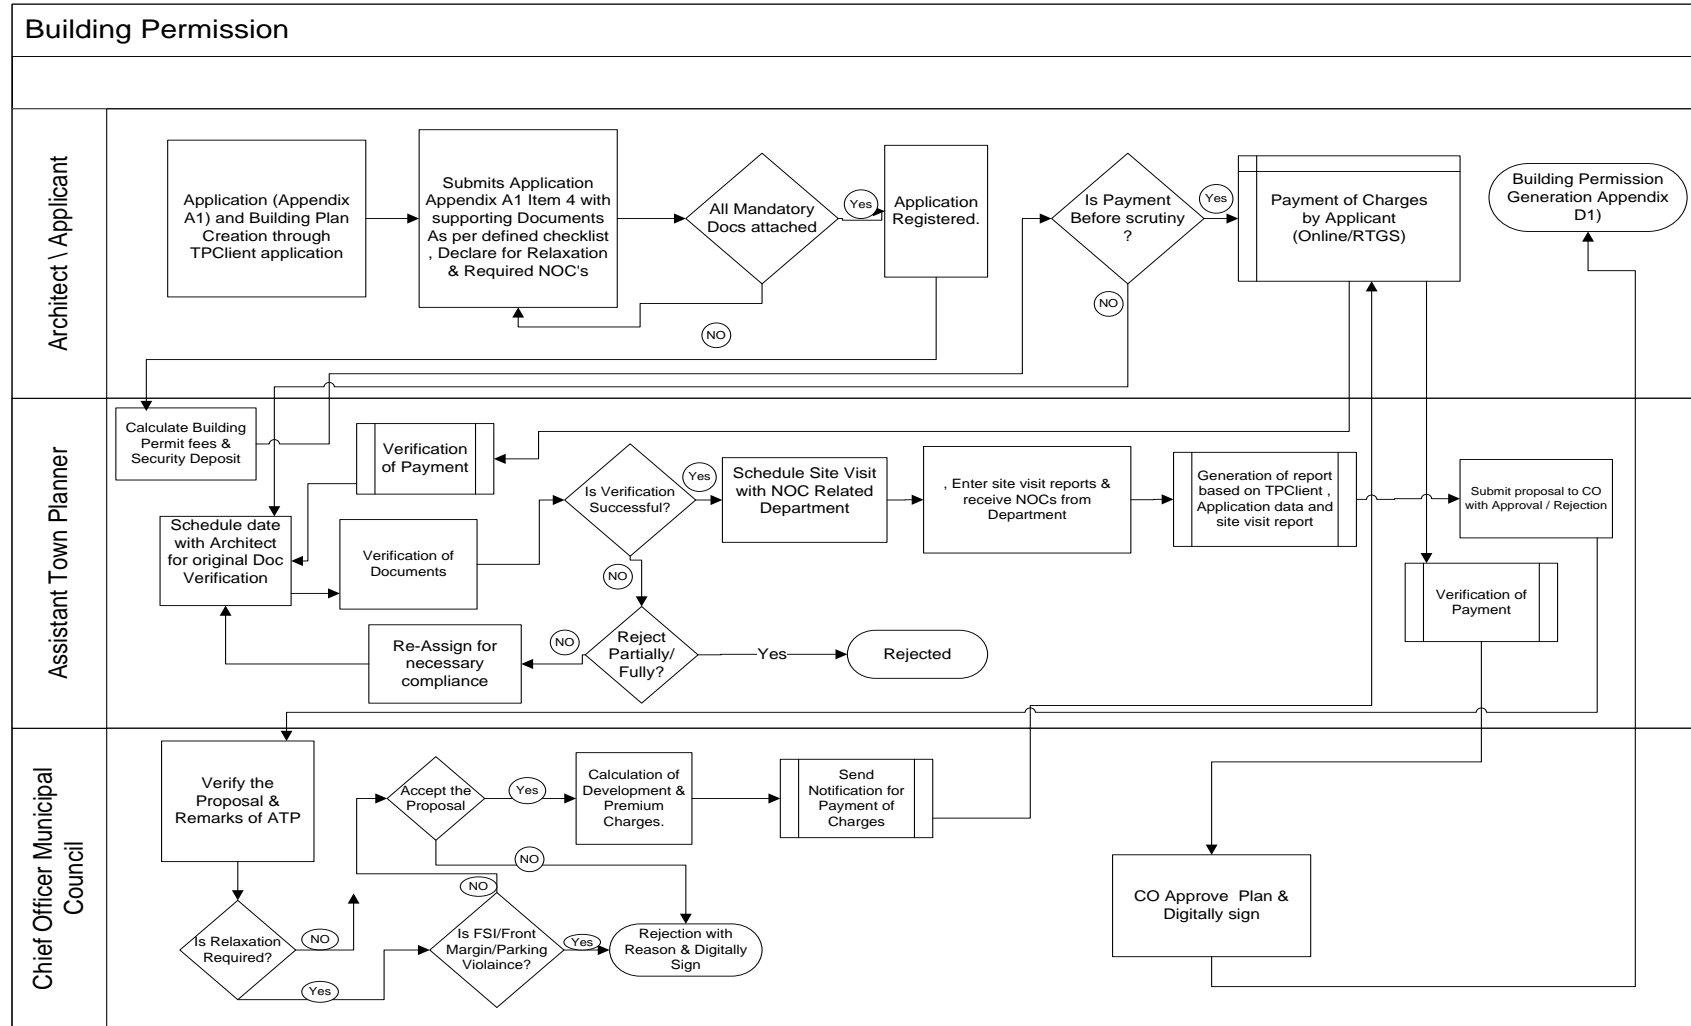 Building Permission
Architect \ Applicant
Application (Appendix
A1) and Building Plan
Creation through
TPClient application
Submits Application
Appendix A1 Item 4 with
supporting Documents
As per defined checklist
, Declare for Relaxation
& Required NOC's
All Mandatory
Docs attached
Yes
NO
Application
Registered.
Is Payment
Before scrutiny
?
Yes
NO
Payment of Charges
by Applicant
(Online/RTGS)
Building Permission
Generation Appendix
D1)
Assistant Town Planner
Calculate Building
Permit fees &
Security Deposit
Verification
of Payment
Schedule date
with Architect
for original Doc
Verification
Verification of
Documents
Is Verification
Successful?
Yes
NO
Schedule Site Visit
with NOC Related
Department
, Enter site visit reports &
receive NOCs from
Department
Generation of report
based on TPClient ,
Application data and
site visit report
Submit proposal to CO
with Approval / Rejection
Verification of
Payment
Re-Assign for
necessary
compliance
NO
Reject
Partially/
Fully?
Yes
Rejected
Chief Officer Municipal
Council
Verify the
Proposal &
Remarks of ATP
Accept the
Proposal
Yes
NO
Calculation of
Development &
Premium
Charges.
Send
Notification for
Payment of
Charges
Is Relaxation
Required?
NO
Yes
NO
Is FSI/Front
Margin/Parking
Violaince?
Yes
Rejection with
Reason & Digitally
Sign
CO Approve Plan &
Digitally sign